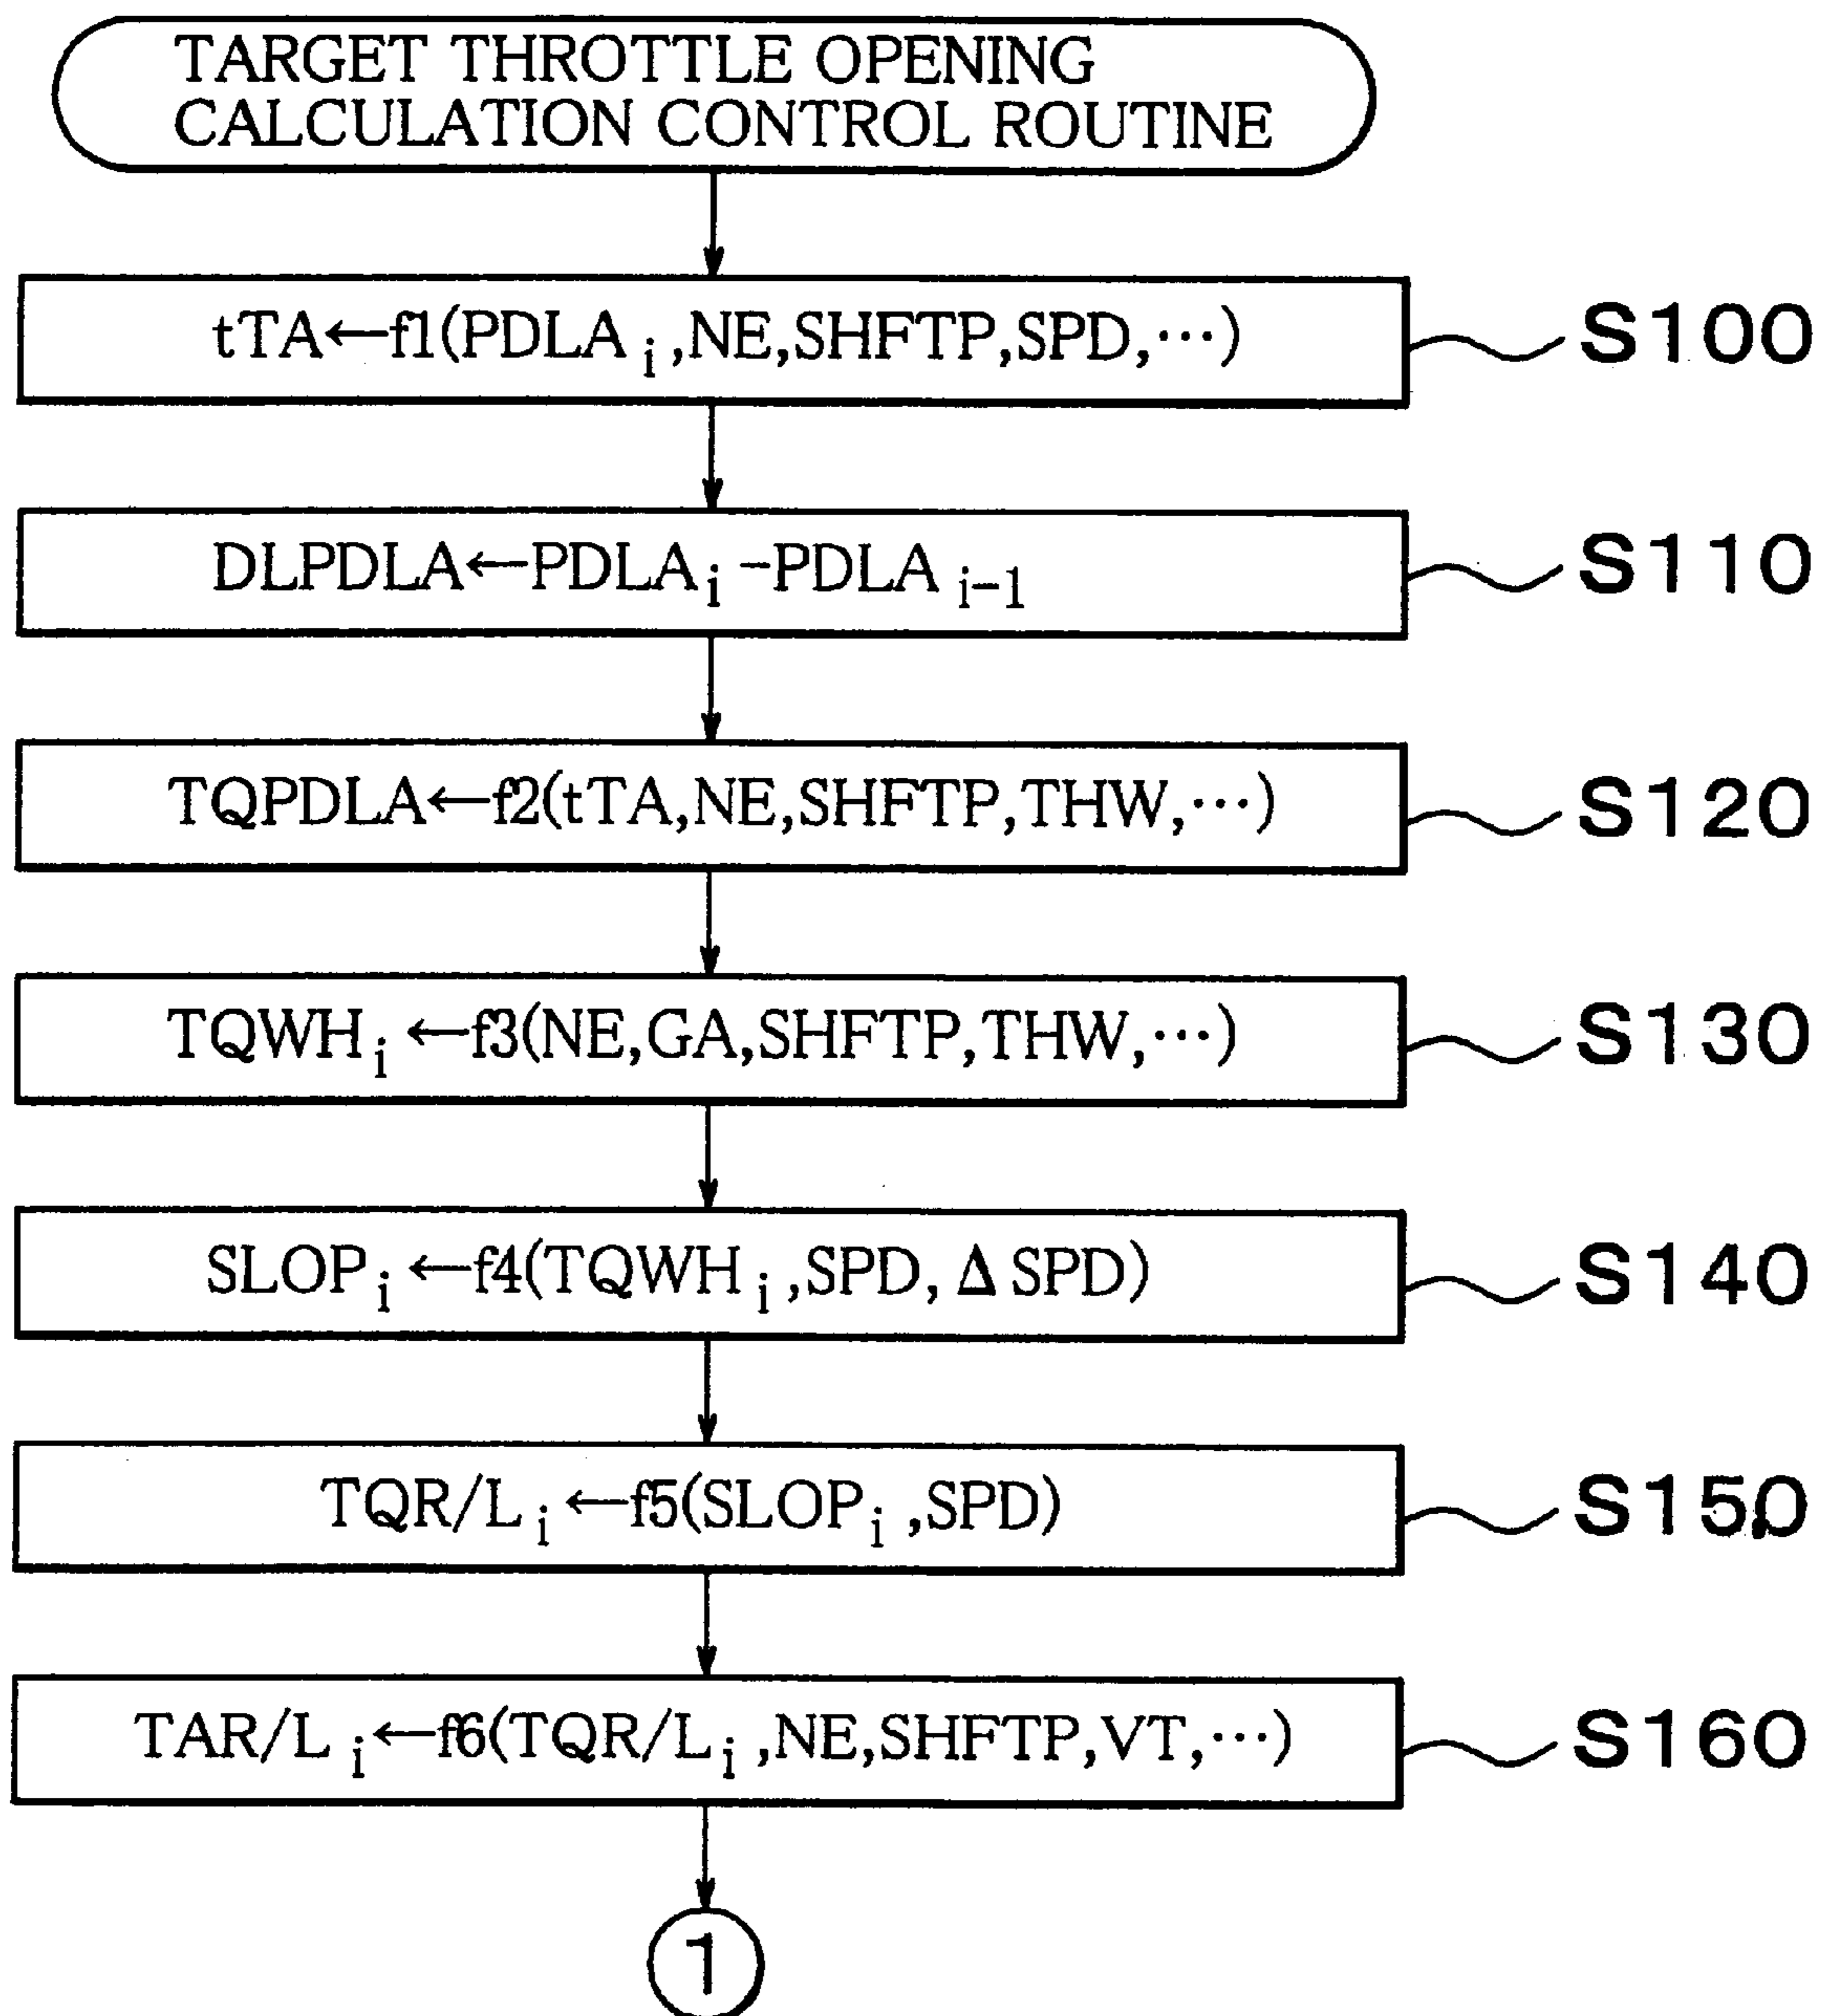 TARGET THROTTLE OPENING
CALCULATION CONTROL ROUTINE
tTA←f1(PDLA i ,NE,SHFTP,SPD,⋯) S100
DLPDLA←PDLA i −PDLA i−1 S110
TQPDLA←f2(tTA,NE,SHFTP,THW,⋯) S120
TQWH i ←f3(NE,GA,SHFTP,THW,⋯) S130
SLOP i ←f4(TQWH i ,SPD,Δ SPD) S140
TQR/L i ←f5(SLOP i ,SPD) S150
TAR/L i ←f6(TQR/L i ,NE,SHFTP,VT,⋯) S160
1